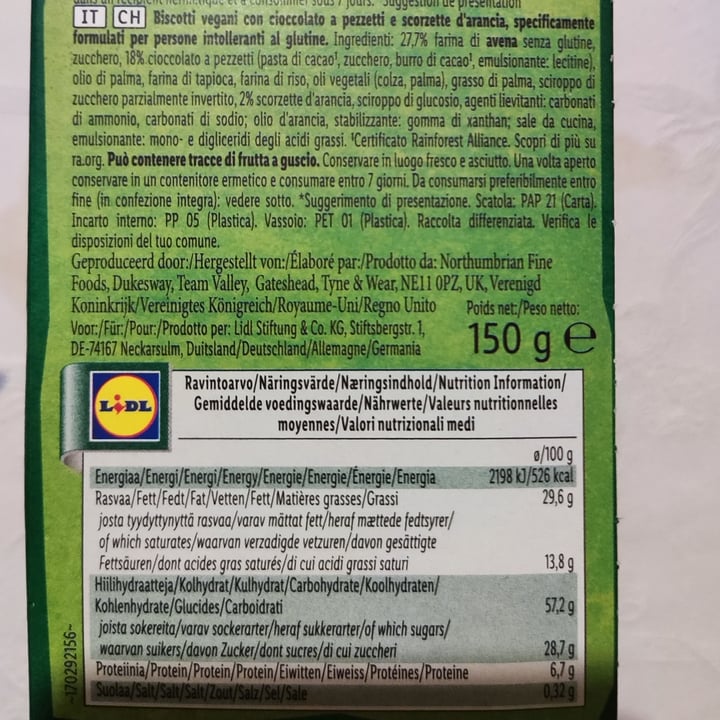 dans un récipient hermétique et à consommer sous 7 jours. *Suggestion de présentation
IT CH Biscotti vegani con cioccolato a pezzetti e scorzette d'arancia, specificamente
formulati per persone intolleranti al glutine. Ingredienti: 27,7% farina di avena senza glutine,
zucchero, 18% cioccolato a pezzetti (pasta di cacao¹, zucchero, burro di cacao¹, emulsionante: lecitine),
olio di palma, farina di tapioca, farina di riso, oli vegetali (colza, palma), grasso di palma, sciroppo di
zucchero parzialmente invertito, 2% scorzette d'arancia, sciroppo di glucosio, agenti lievitanti: carbonati
di ammonio, carbonati di sodio; olio d'arancia, stabilizzante: gomma di xanthan; sale da cucina,
emulsionante: mono- e digliceridi degli acidi grassi. ¹Certificato Rainforest Alliance. Scopri di più su
ra.org. Può contenere tracce di frutta a guscio. Conservare in luogo fresco e asciutto. Una volta aperto
conservare in un contenitore ermetico e consumare entro 7 giorni. Da consumarsi preferibilmente entro
fine (in confezione integra): vedere sotto. *Suggerimento di presentazione. Scatola: PAP 21 (Carta).
Incarto interno: PP 05 (Plastica). Vassoio: PET 01 (Plastica). Raccolta differenziata. Verifica le
disposizioni del tuo comune.
Geproduceerd door:/Hergestellt von:/Élaboré par:/Prodotto da: Northumbrian Fine
Foods, Dukesway, Team Valley, Gateshead, Tyne & Wear, NE11 0PZ, UK, Verenigd
Koninkrijk/Vereinigtes Königreich/Royaume-Uni/Regno Unito
Voor:/Für:/Pour:/Prodotto per: Lidl Stiftung & Co. KG, Stiftsbergstr. 1,
DE-74167 Neckarsulm, Duitsland/Deutschland/Allemagne/Germania
Poids net:/Peso netto:
150 g e
LIDL
Ravintoarvo/Näringsvärde/Næringsindhold/Nutrition Information/
Gemiddelde voedingswaarde/Nährwerte/Valeurs nutritionnelles
moyennes/Valori nutrizionali medi
ø/100 g
Energiaa/Energi/Energi/Energy/Energie/Energie/Énergie/Energia 2198 kJ/526 kcal
Rasvaa/Fett/Fedt/Fat/Vetten/Fett/Matières grasses/Grassi 29,6 g
josta tyydyttynyttä rasvaa/varav mättat fett/heraf mættede fedtsyrer/
of which saturates/waarvan verzadigde vetzuren/davon gesättigte
Fettsäuren/dont acides gras saturés/di cui acidi grassi saturi 13,8 g
Hiilihydraatteja/Kolhydrat/Kulhydrat/Carbohydrate/Koolhydraten/
Kohlenhydrate/Glucides/Carboidrati 57,2 g
joista sokereita/varav sockerarter/heraf sukkerarter/of which sugars/
waarvan suikers/davon Zucker/dont sucres/di cui zuccheri 28,7 g
Proteiinia/Protein/Protein/Protein/Eiwitten/Eiweiss/Protéines/Proteine 6,7 g
Suolaa/Salt/Salt/Salt/Zout/Salz/Sel/Sale 0,32 g
~170292156~